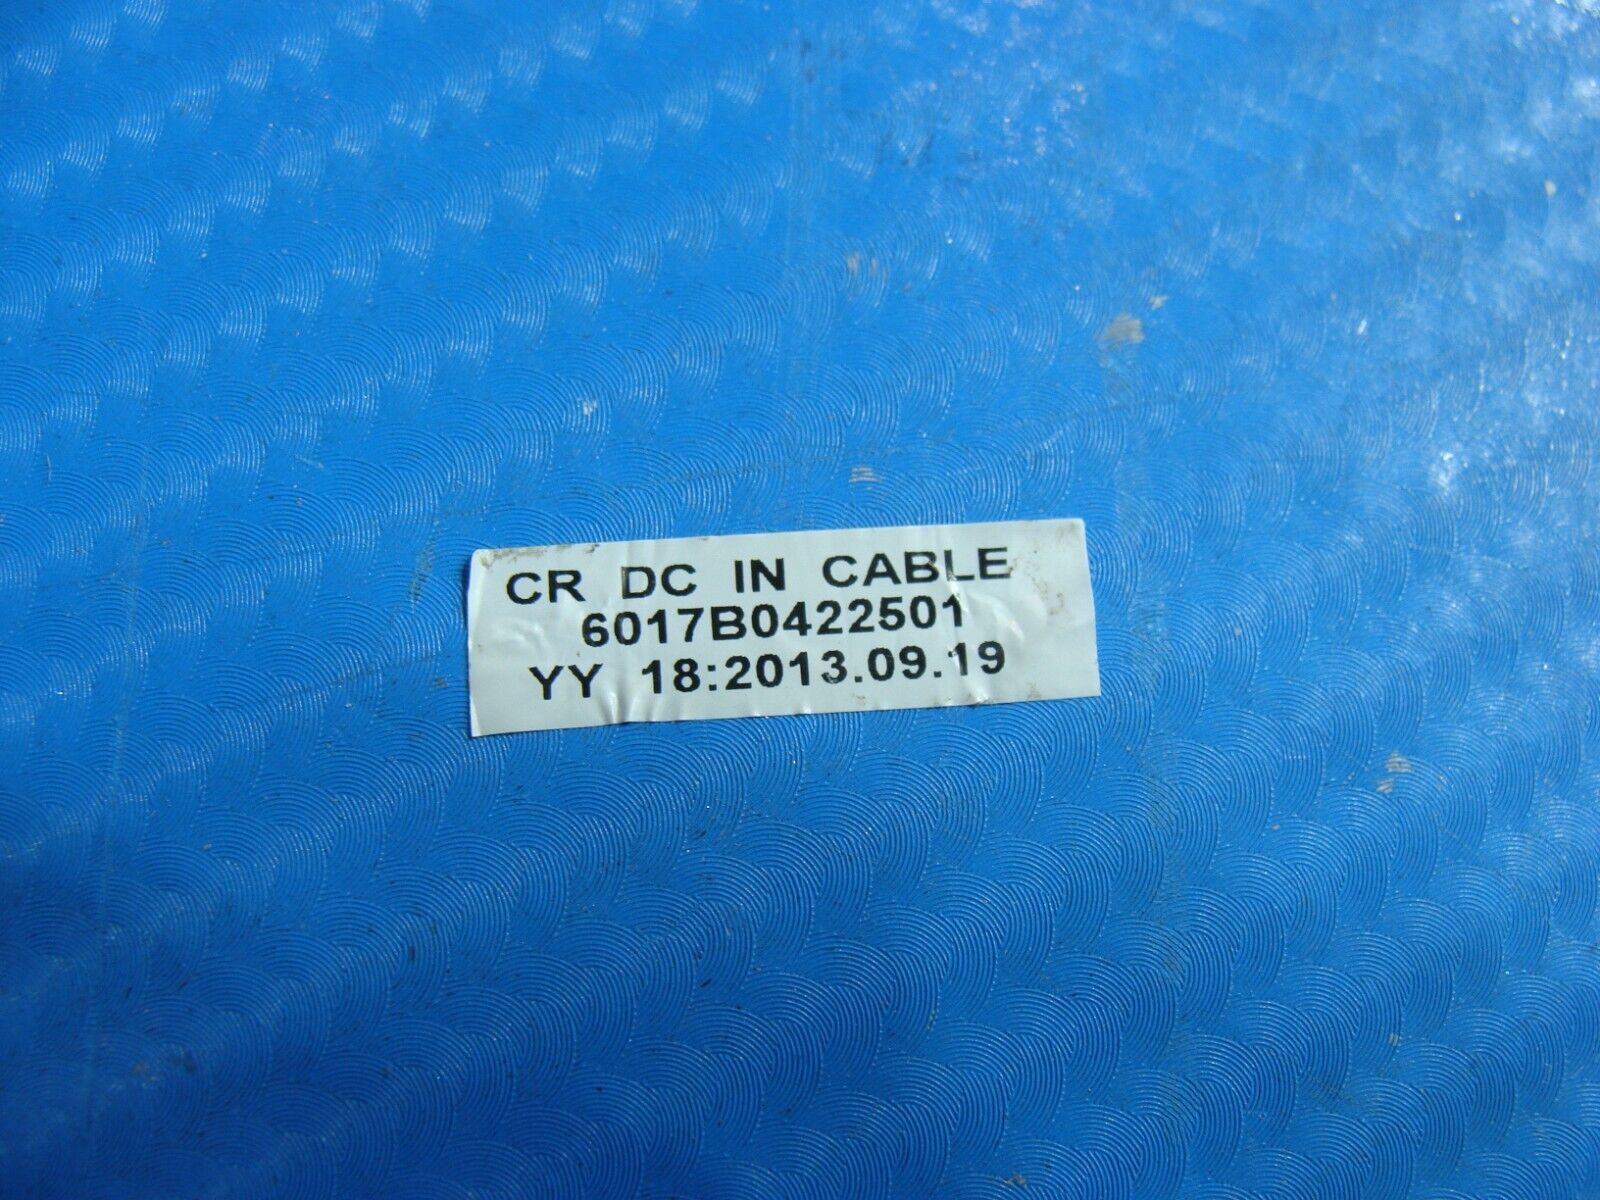 CR DC IN CABLE
6017B0422501
YY 18:2013.09.19